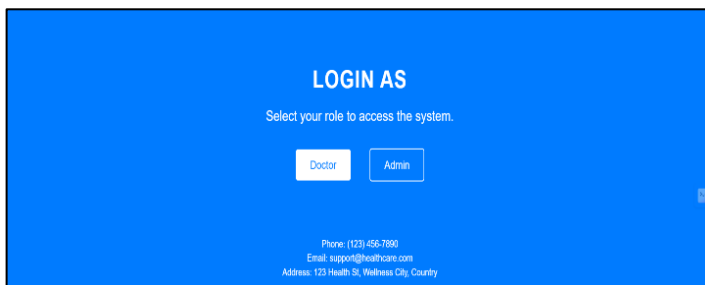 LOGIN AS
Select your role to access the system.
Doctor Admin
Phone: (123) 456-7890
Email: support@healthcare.com
Address: 123 Health St, Wellness City, Country